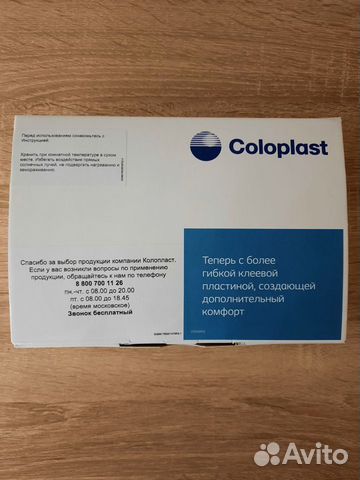 Перед использованием ознакомьтесь с
Инструкцией.
Хранить при комнатной температуре в сухом
месте. Избегать воздействия прямых
солнечных лучей, не подвергать нагреванию и
замораживанию.
Coloplast
Спасибо за выбор продукции компании Колопласт.
Если у вас возникли вопросы по применению
продукции, обращайтесь к нам по телефону
8 800 700 11 26
пн.-чт. с 08.00 до 20.00
пт. с 08.00 до 18.45
(время московское)
Звонок бесплатный
Теперь с более
гибкой клеевой
пластиной, создающей
дополнительный
комфорт
Avito